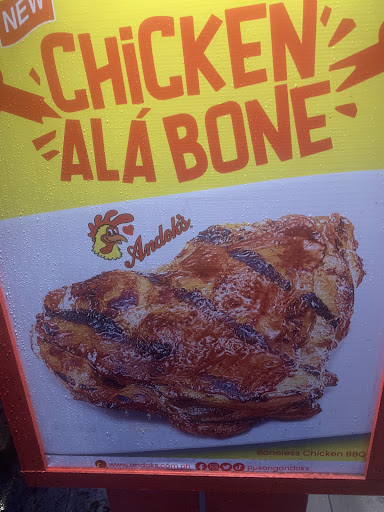 NEW
CHiCKEN
ALÁ BONE
Andok's
Boneless Chicken BBQ
www.andoks.com.ph pusongandoks